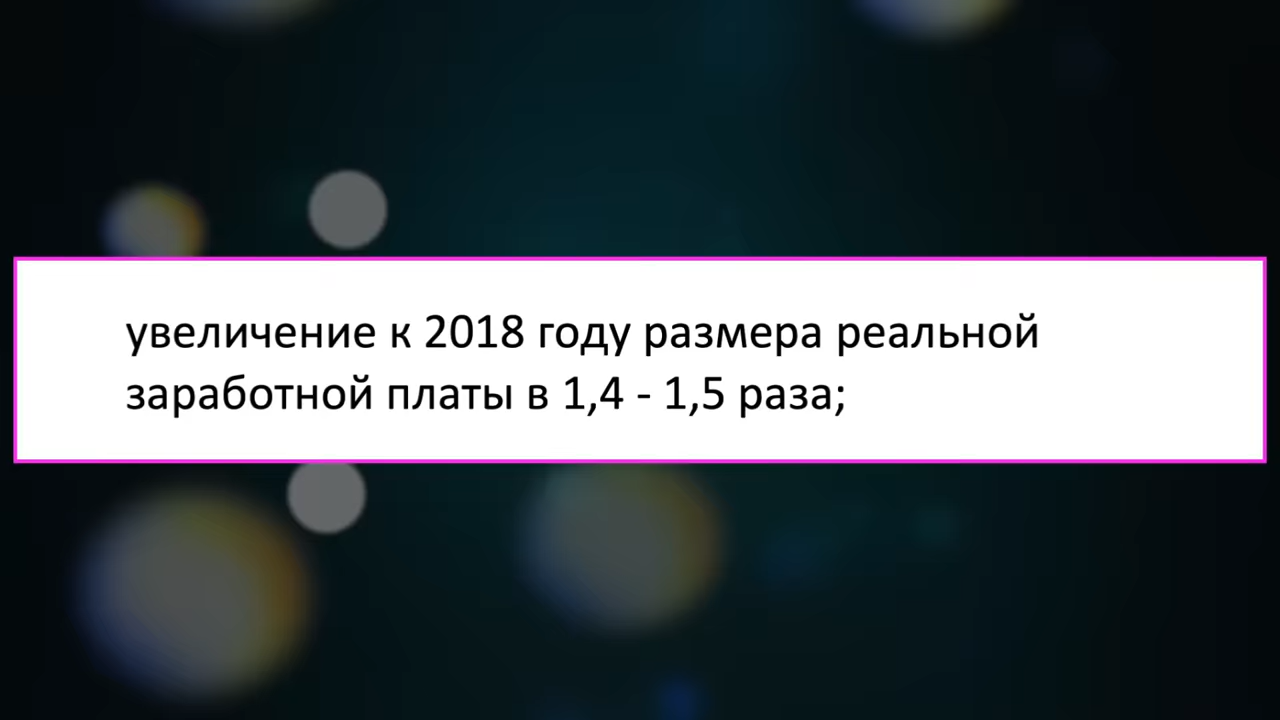 увеличение к 2018 году размера реальной
заработной платы в 1,4 - 1,5 раза;